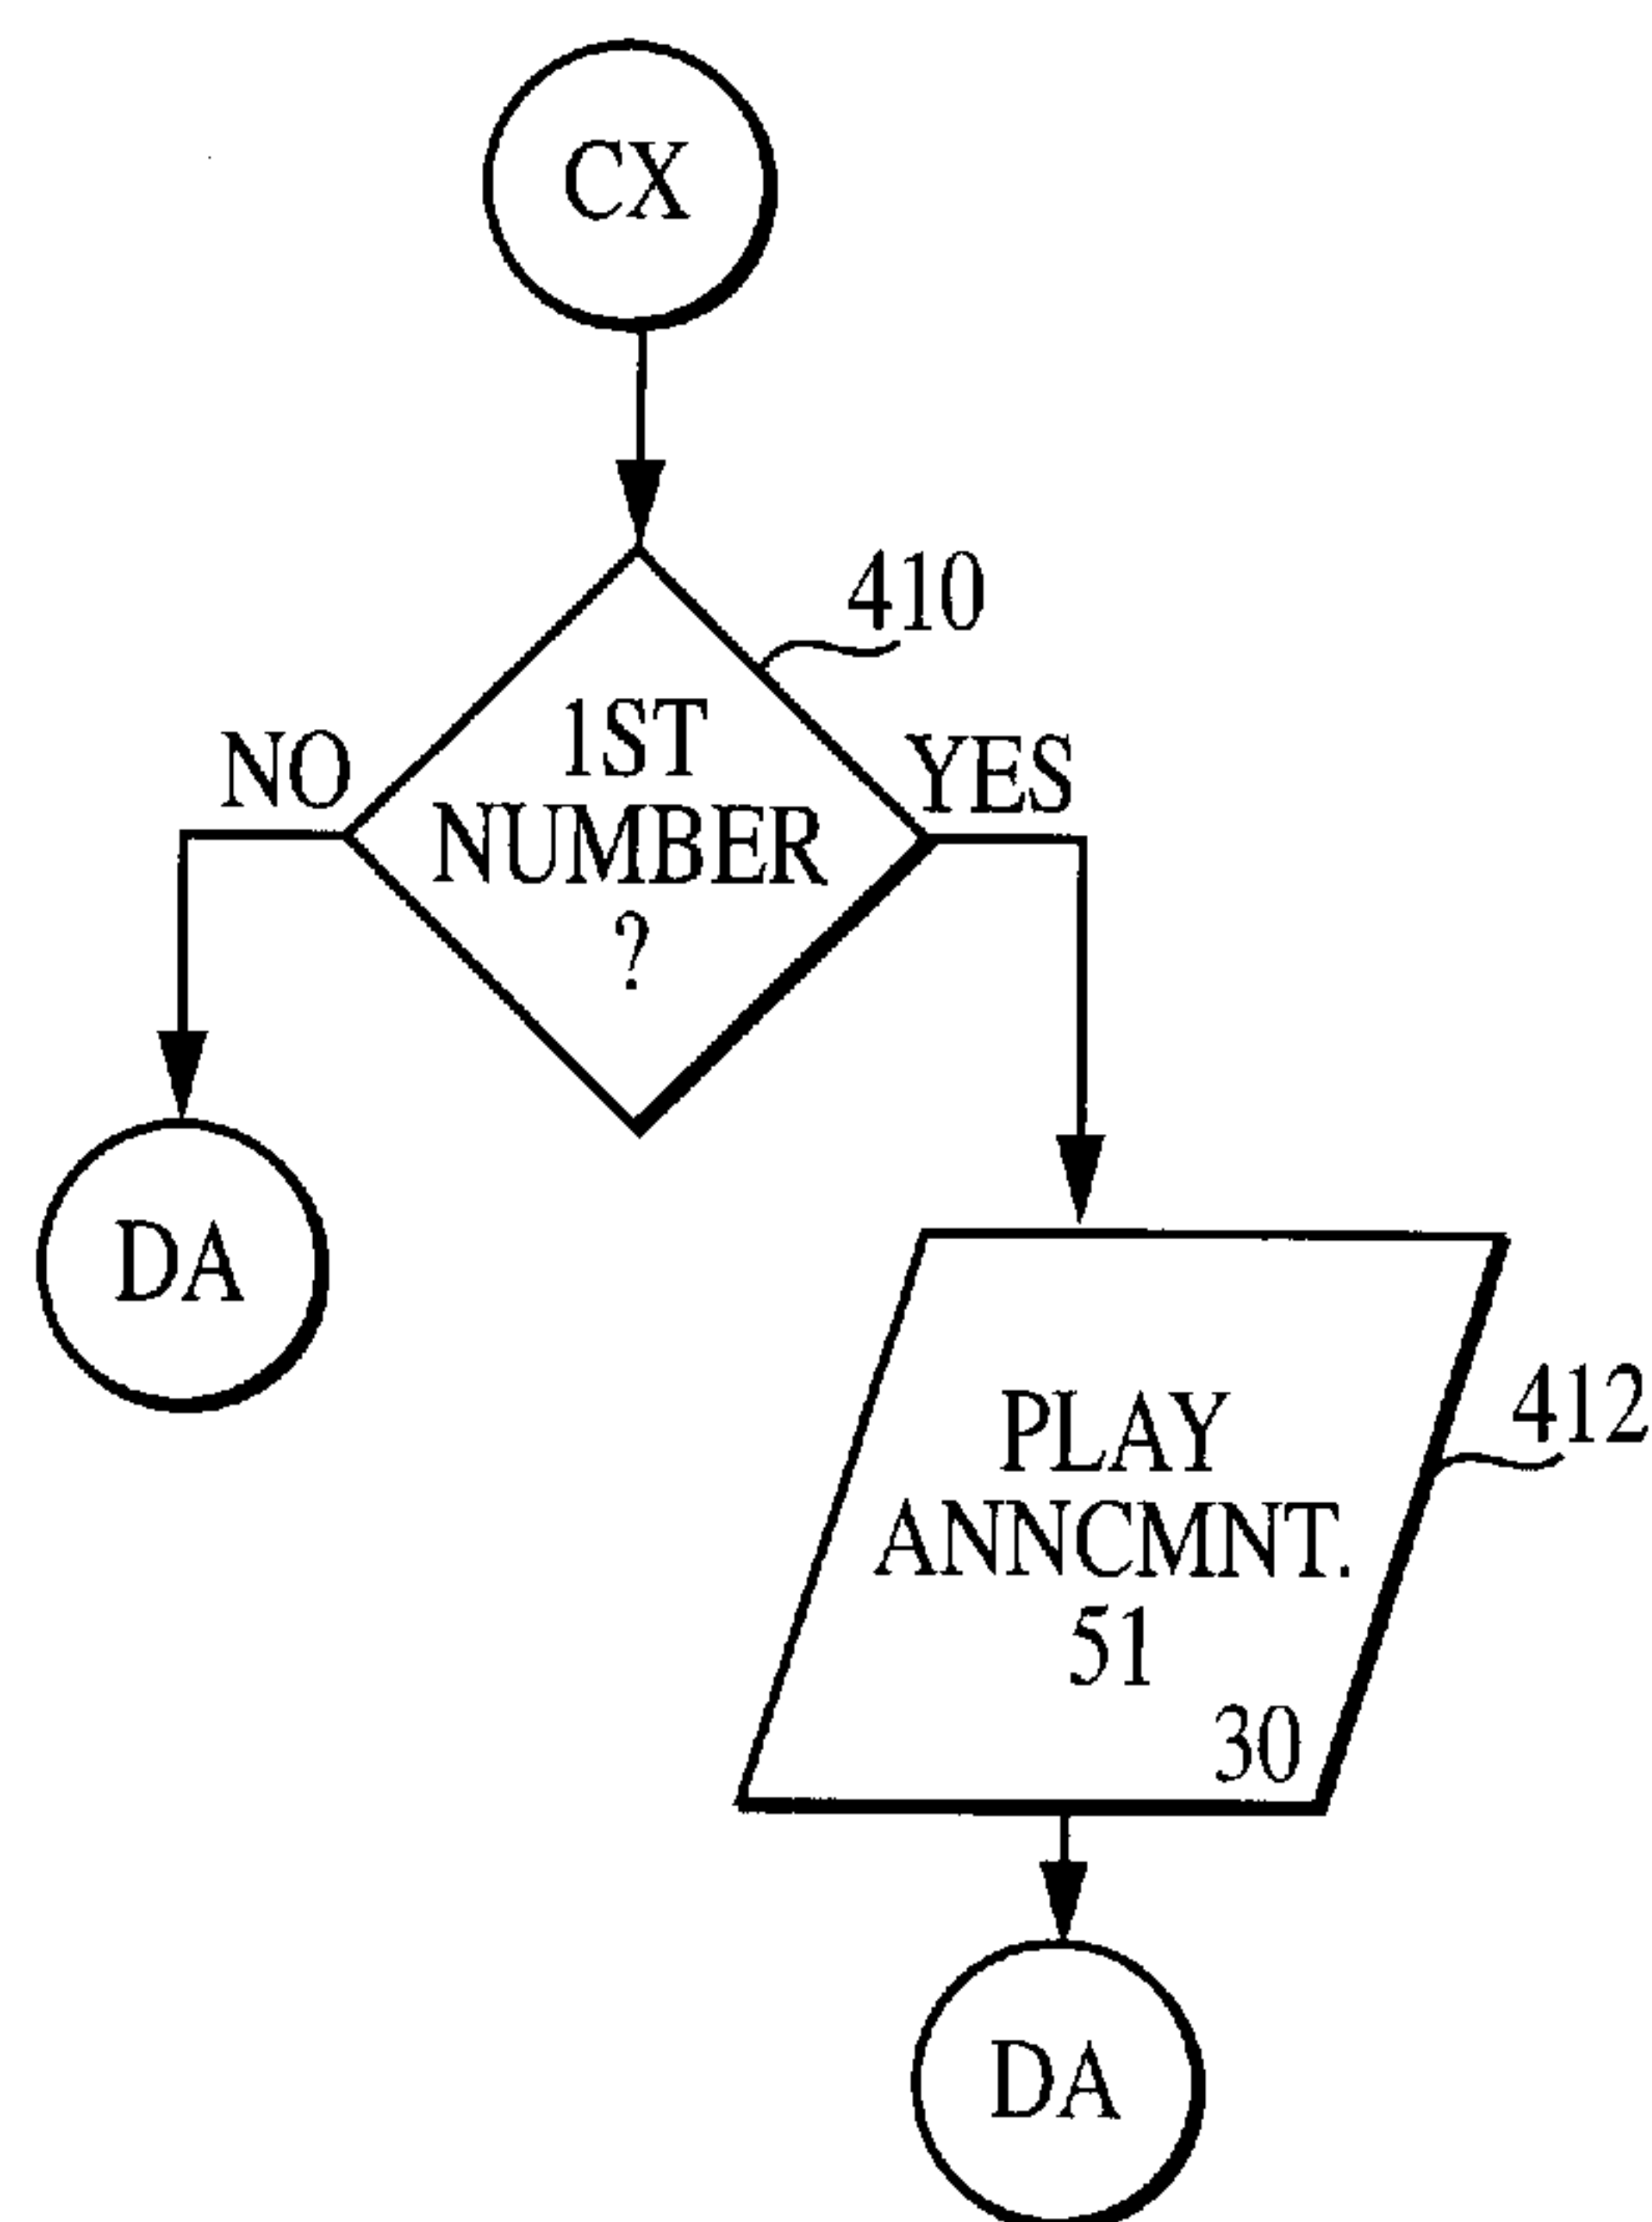 CX
410
1ST
NUMBER
?
NO
YES
DA
PLAY
ANNCMNT.
51
30
412
DA